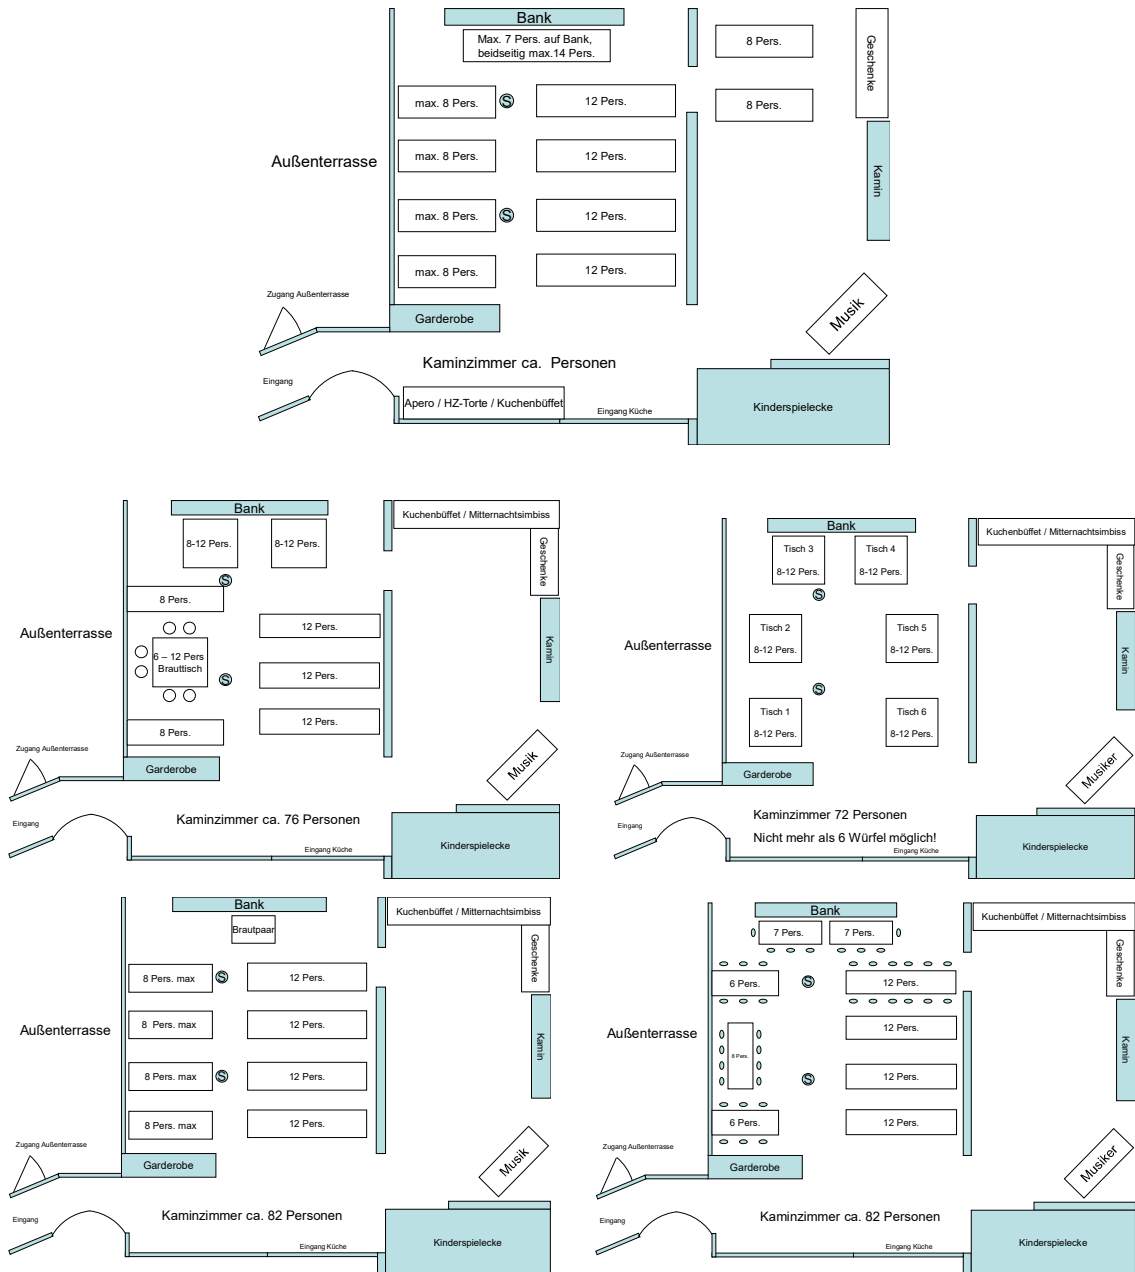 Bank
Max. 7 Pers. auf Bank,
beidseitig max.14 Pers.
8 Pers.
Geschenke
max. 8 Pers.
S
12 Pers.
8 Pers.
Kamin
Außenterrasse
max. 8 Pers.
12 Pers.
max. 8 Pers.
S
12 Pers.
max. 8 Pers.
12 Pers.
Zugang Außenterrasse
Garderobe
Musik
Kaminzimmer ca. Personen
Eingang
Apero / HZ-Torte / Kuchenbüffet
Eingang Küche
Kinderspielecke
Bank
Kuchenbüffet / Mitternachtsimbiss
8-12 Pers.
8-12 Pers.
Geschenke
S
8 Pers.
Außenterrasse
12 Pers.
Kamin
6 – 12 Pers
Brauttisch
S
12 Pers.
8 Pers.
12 Pers.
Zugang Außenterrasse
Garderobe
Musik
Kaminzimmer ca. 76 Personen
Eingang
Eingang Küche
Kinderspielecke
Bank
Kuchenbüffet / Mitternachtsimbiss
Tisch 3
8-12 Pers.
Tisch 4
8-12 Pers.
Geschenke
S
Tisch 2
8-12 Pers.
Tisch 5
8-12 Pers.
Außenterrasse
Kamin
S
Tisch 1
8-12 Pers.
Tisch 6
8-12 Pers.
Zugang Außenterrasse
Garderobe
Musiker
Kaminzimmer 72 Personen
Nicht mehr als 6 Würfel möglich!
Eingang
Eingang Küche
Kinderspielecke
Bank
Kuchenbüffet / Mitternachtsimbiss
Brautpaar
Geschenke
8 Pers. max
S
12 Pers.
Außenterrasse
8 Pers. max
12 Pers.
Kamin
8 Pers. max
S
12 Pers.
8 Pers. max
12 Pers.
Zugang Außenterrasse
Garderobe
Musik
Kaminzimmer ca. 82 Personen
Eingang
Eingang Küche
Kinderspielecke
Bank
Kuchenbüffet / Mitternachtsimbiss
7 Pers.
7 Pers.
Geschenke
6 Pers.
S
12 Pers.
Außenterrasse
12 Pers.
Kamin
8 Pers.
S
12 Pers.
6 Pers.
12 Pers.
Zugang Außenterrasse
Garderobe
Musiker
Kaminzimmer ca. 82 Personen
Eingang
Eingang Küche
Kinderspielecke